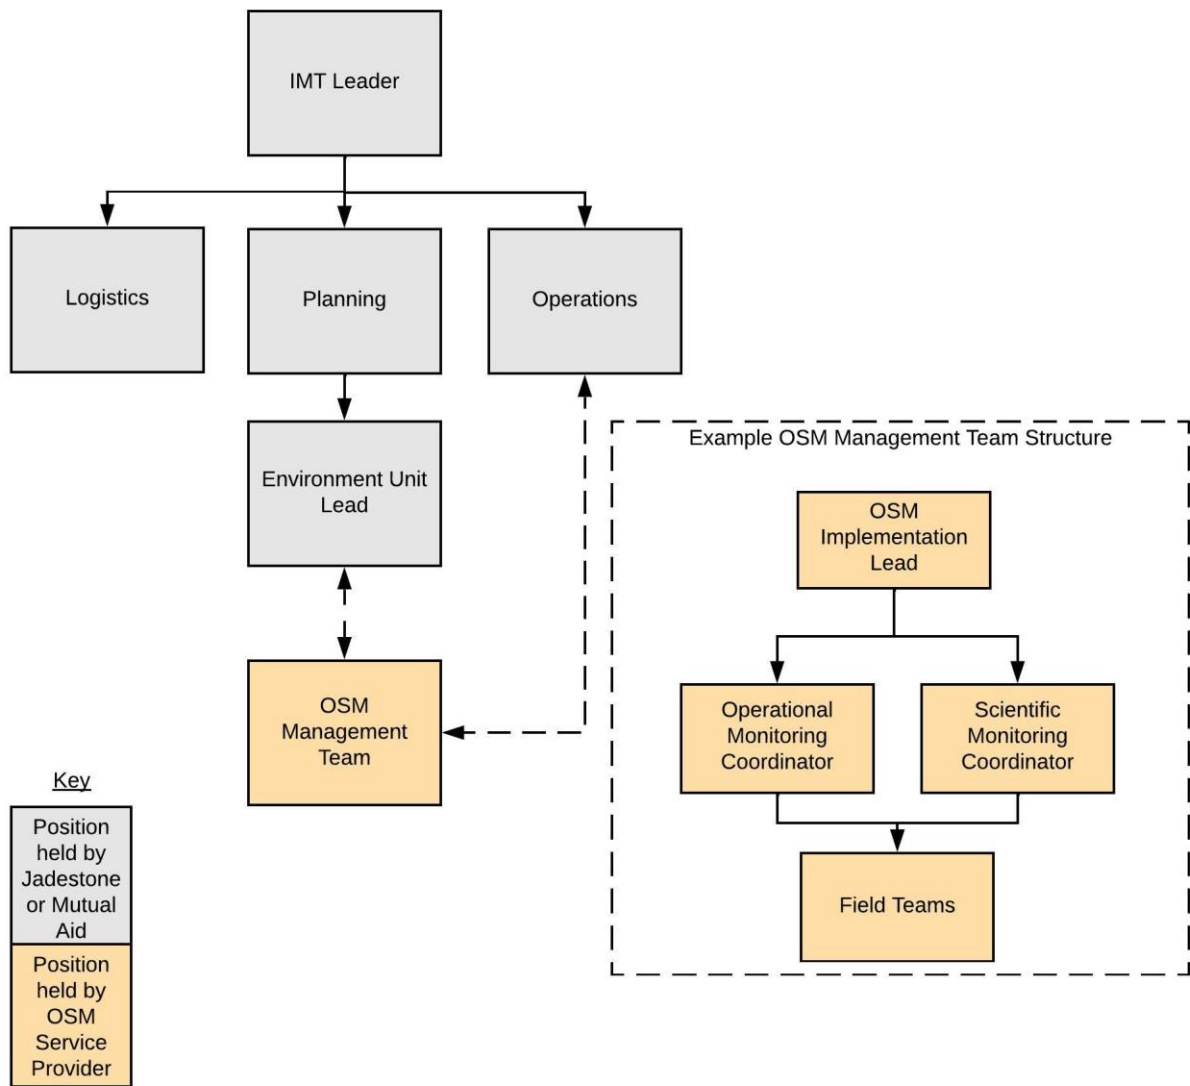 IMT Leader
Logistics
Planning
Operations
Environment Unit
Lead
OSM
Management
Team
Example OSM Management Team Structure
OSM
Implementation
Lead
Operational
Monitoring
Coordinator
Scientific
Monitoring
Coordinator
Field Teams
Key
Position
held by
Jadestone
or Mutual
Aid
Position
held by
OSM
Service
Provider